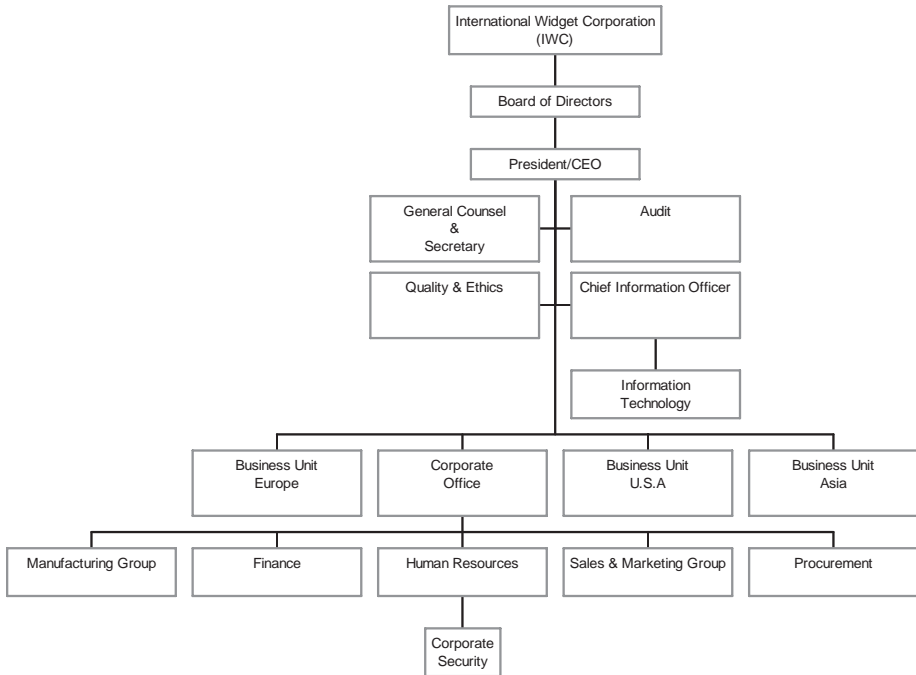 International Widget Corporation
(IWC)
Board of Directors
President/CEO
General Counsel
&
Secretary
Audit
Quality & Ethics
Chief Information Officer
Information
Technology
Business Unit
Europe
Corporate
Office
Business Unit
U.S.A
Business Unit
Asia
Manufacturing Group
Finance
Human Resources
Sales & Marketing Group
Procurement
Corporate
Security